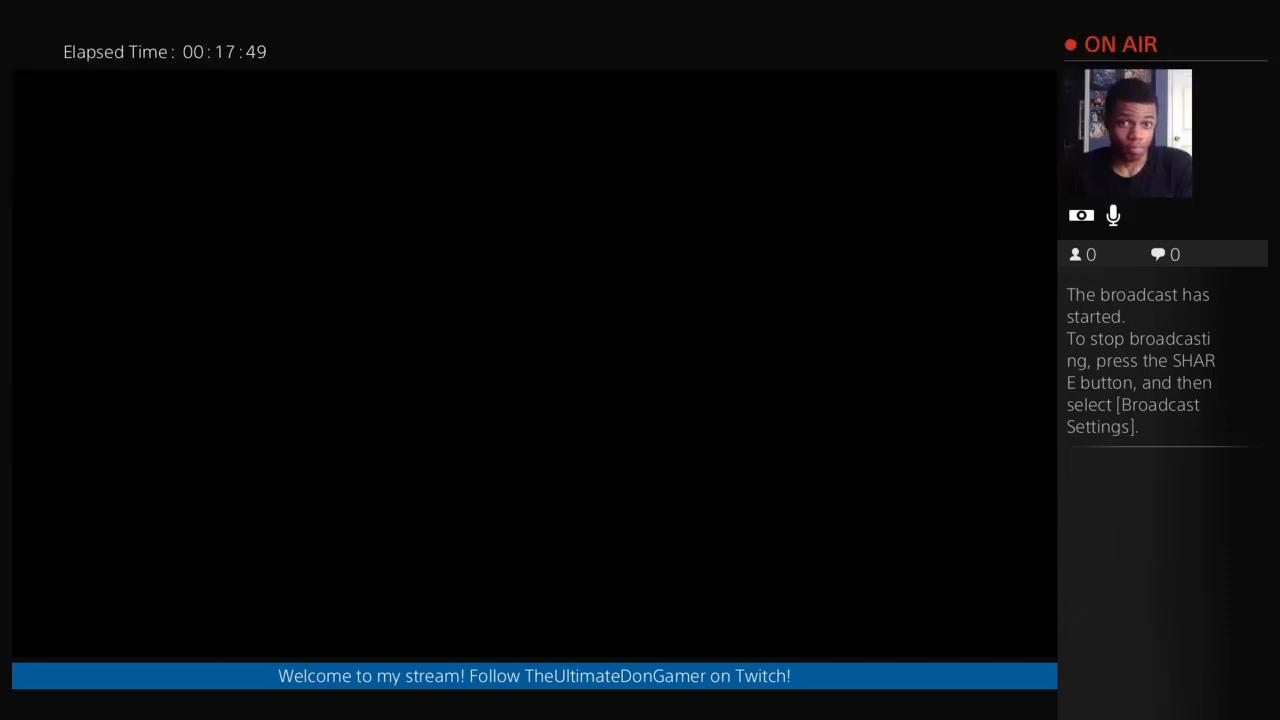 Elapsed Time: 00:17:49
ON AIR
0 0
The broadcast has
started.
To stop broadcasti
ng, press the SHAR
E button, and then
select [Broadcast
Settings].
Welcome to my stream! Follow TheUltimateDonGamer on Twitch!